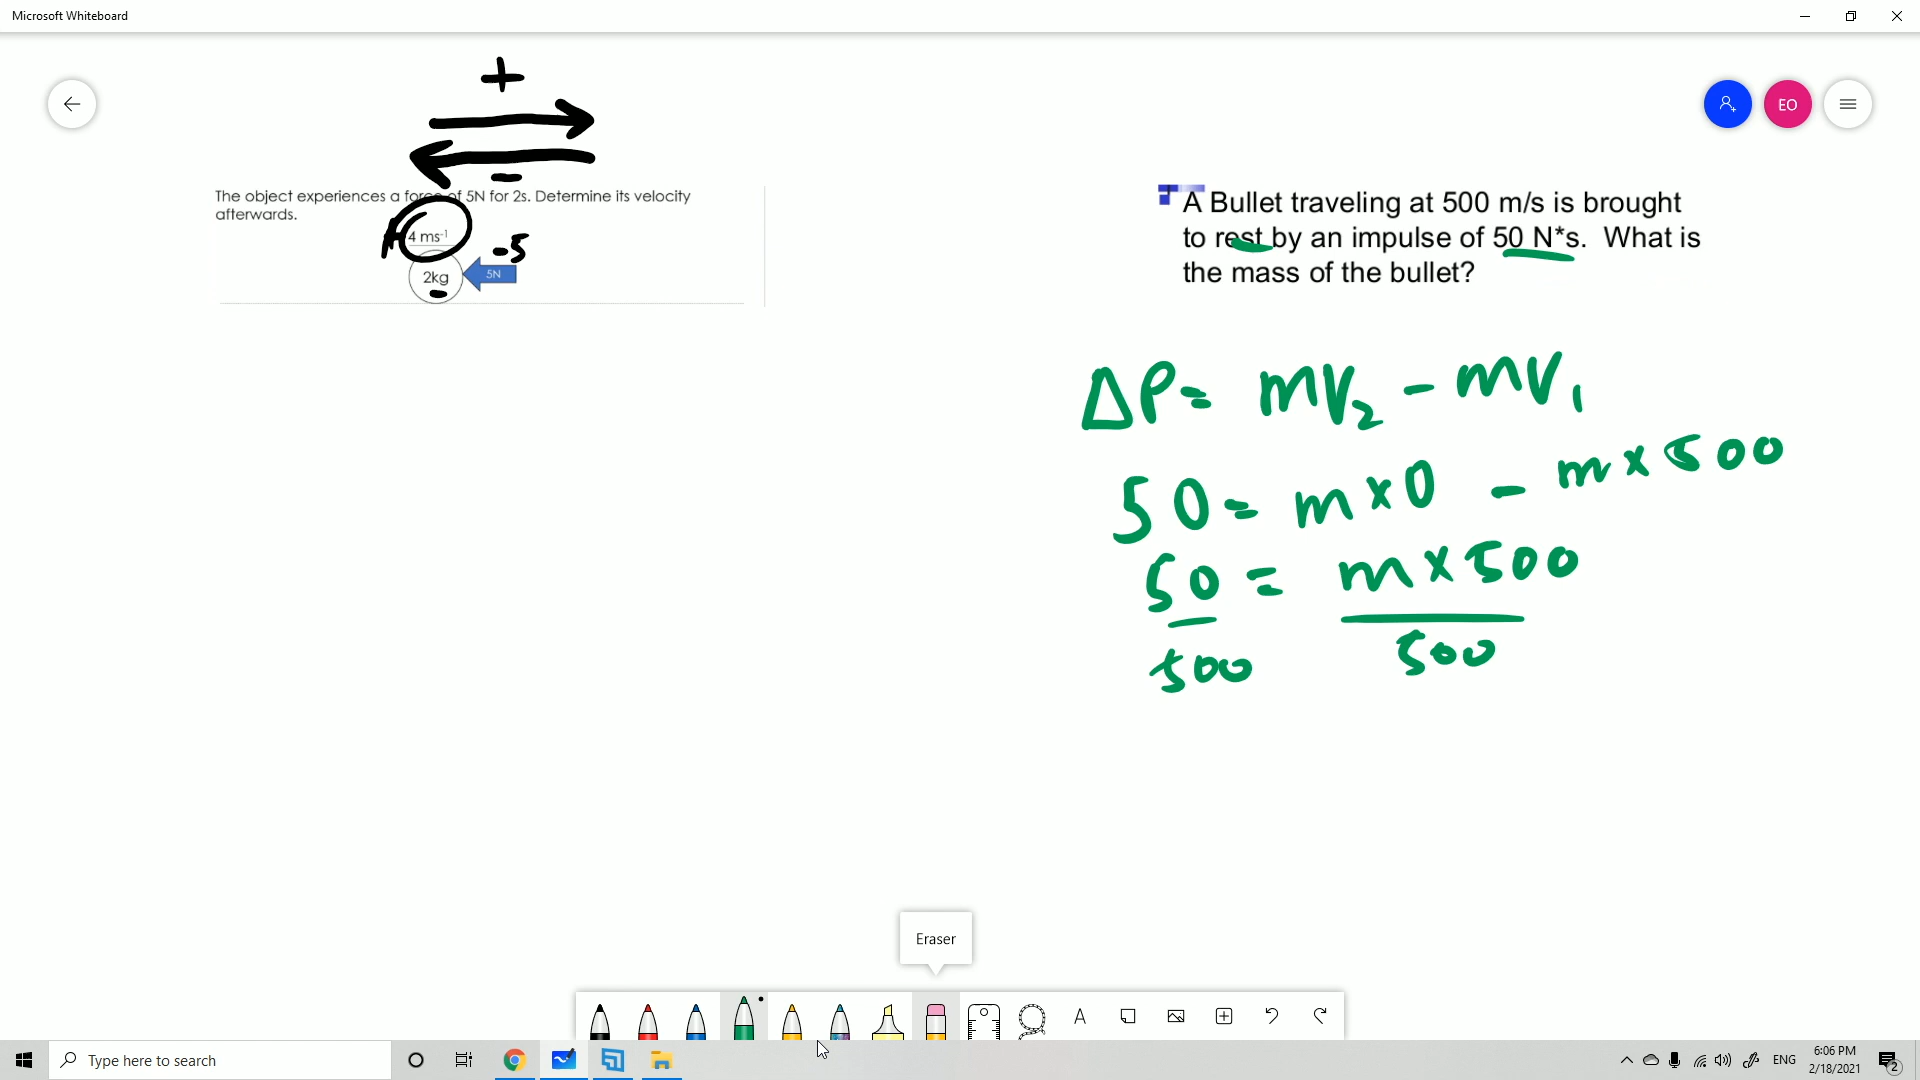 Microsoft Whiteboard
+
-
The object experiences a force of 5N for 2s. Determine its velocity
afterwards.
4 ms-1
-5
2kg
5N
EO
A Bullet traveling at 500 m/s is brought
to rest by an impulse of 50 N*s. What is
the mass of the bullet?
ΔP= mV2 - mV1
50 = m×0 - m×500
50 = m×500
500 500
Eraser
A
Type here to search
ENG
6:06 PM
2/18/2021
2